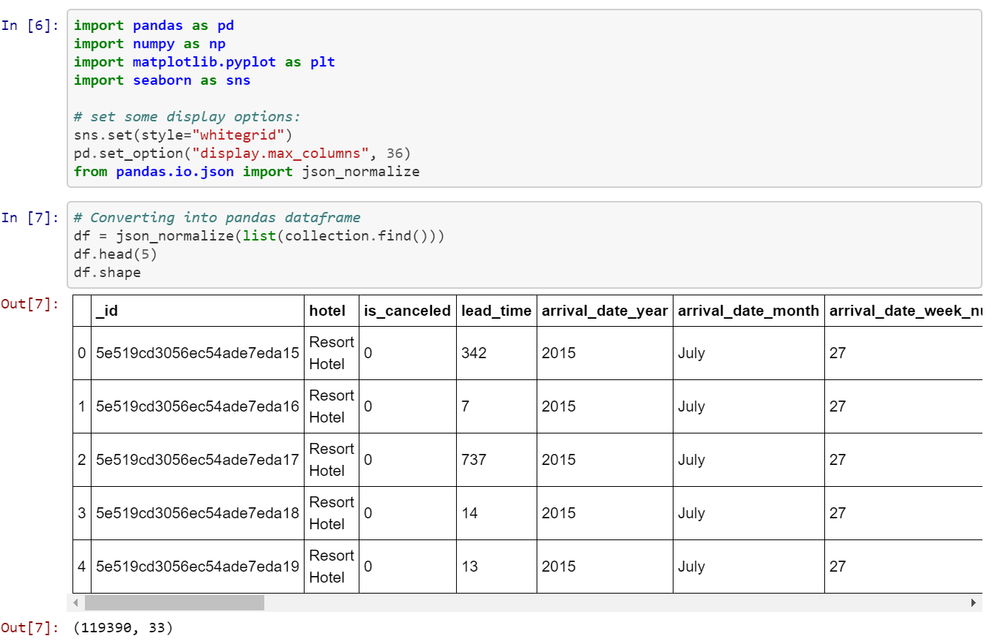 In [6]:
import pandas as pd
import numpy as np
import matplotlib.pyplot as plt
import seaborn as sns
# set some display options:
sns.set(style="whitegrid")
pd.set_option("display.max_columns", 36)
from pandas.io.json import json_normalize
In [7]:
# Converting into pandas dataframe
df = json_normalize(list(collection.find()))
df.head(5)
df.shape
Out[7]:
_id hotel is_canceled lead_time arrival_date_year arrival_date_month arrival_date_week_nu
0 5e519cd3056ec54ade7eda15 Resort Hotel 0 342 2015 July 27
1 5e519cd3056ec54ade7eda16 Resort Hotel 0 7 2015 July 27
2 5e519cd3056ec54ade7eda17 Resort Hotel 0 737 2015 July 27
3 5e519cd3056ec54ade7eda18 Resort Hotel 0 14 2015 July 27
4 5e519cd3056ec54ade7eda19 Resort Hotel 0 13 2015 July 27
Out[7]: (119390, 33)